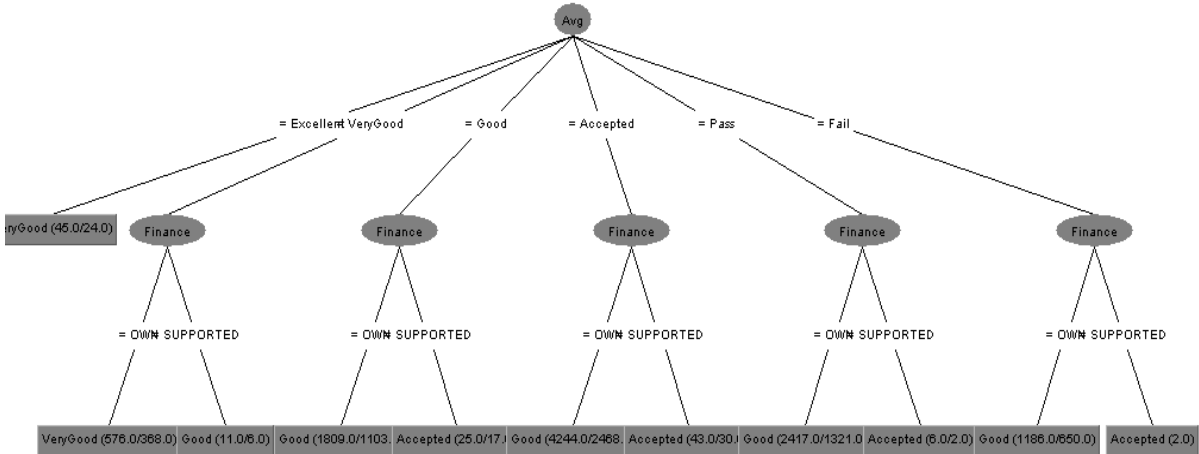 Avg
= Excellent
= VeryGood
= Good
= Accepted
= Pass
= Fail
eryGood (45.0/24.0)
Finance
Finance
Finance
Finance
Finance
= OWN
= SUPPORTED
= OWN
= SUPPORTED
= OWN
= SUPPORTED
= OWN
= SUPPORTED
= OWN
= SUPPORTED
VeryGood (576.0/368.0)
Good (11.0/6.0)
Good (1809.0/1103.
Accepted (25.0/17.
Good (4244.0/2468.
Accepted (43.0/30.
Good (2417.0/1321.0)
Accepted (6.0/2.0)
Good (1186.0/650.0)
Accepted (2.0)